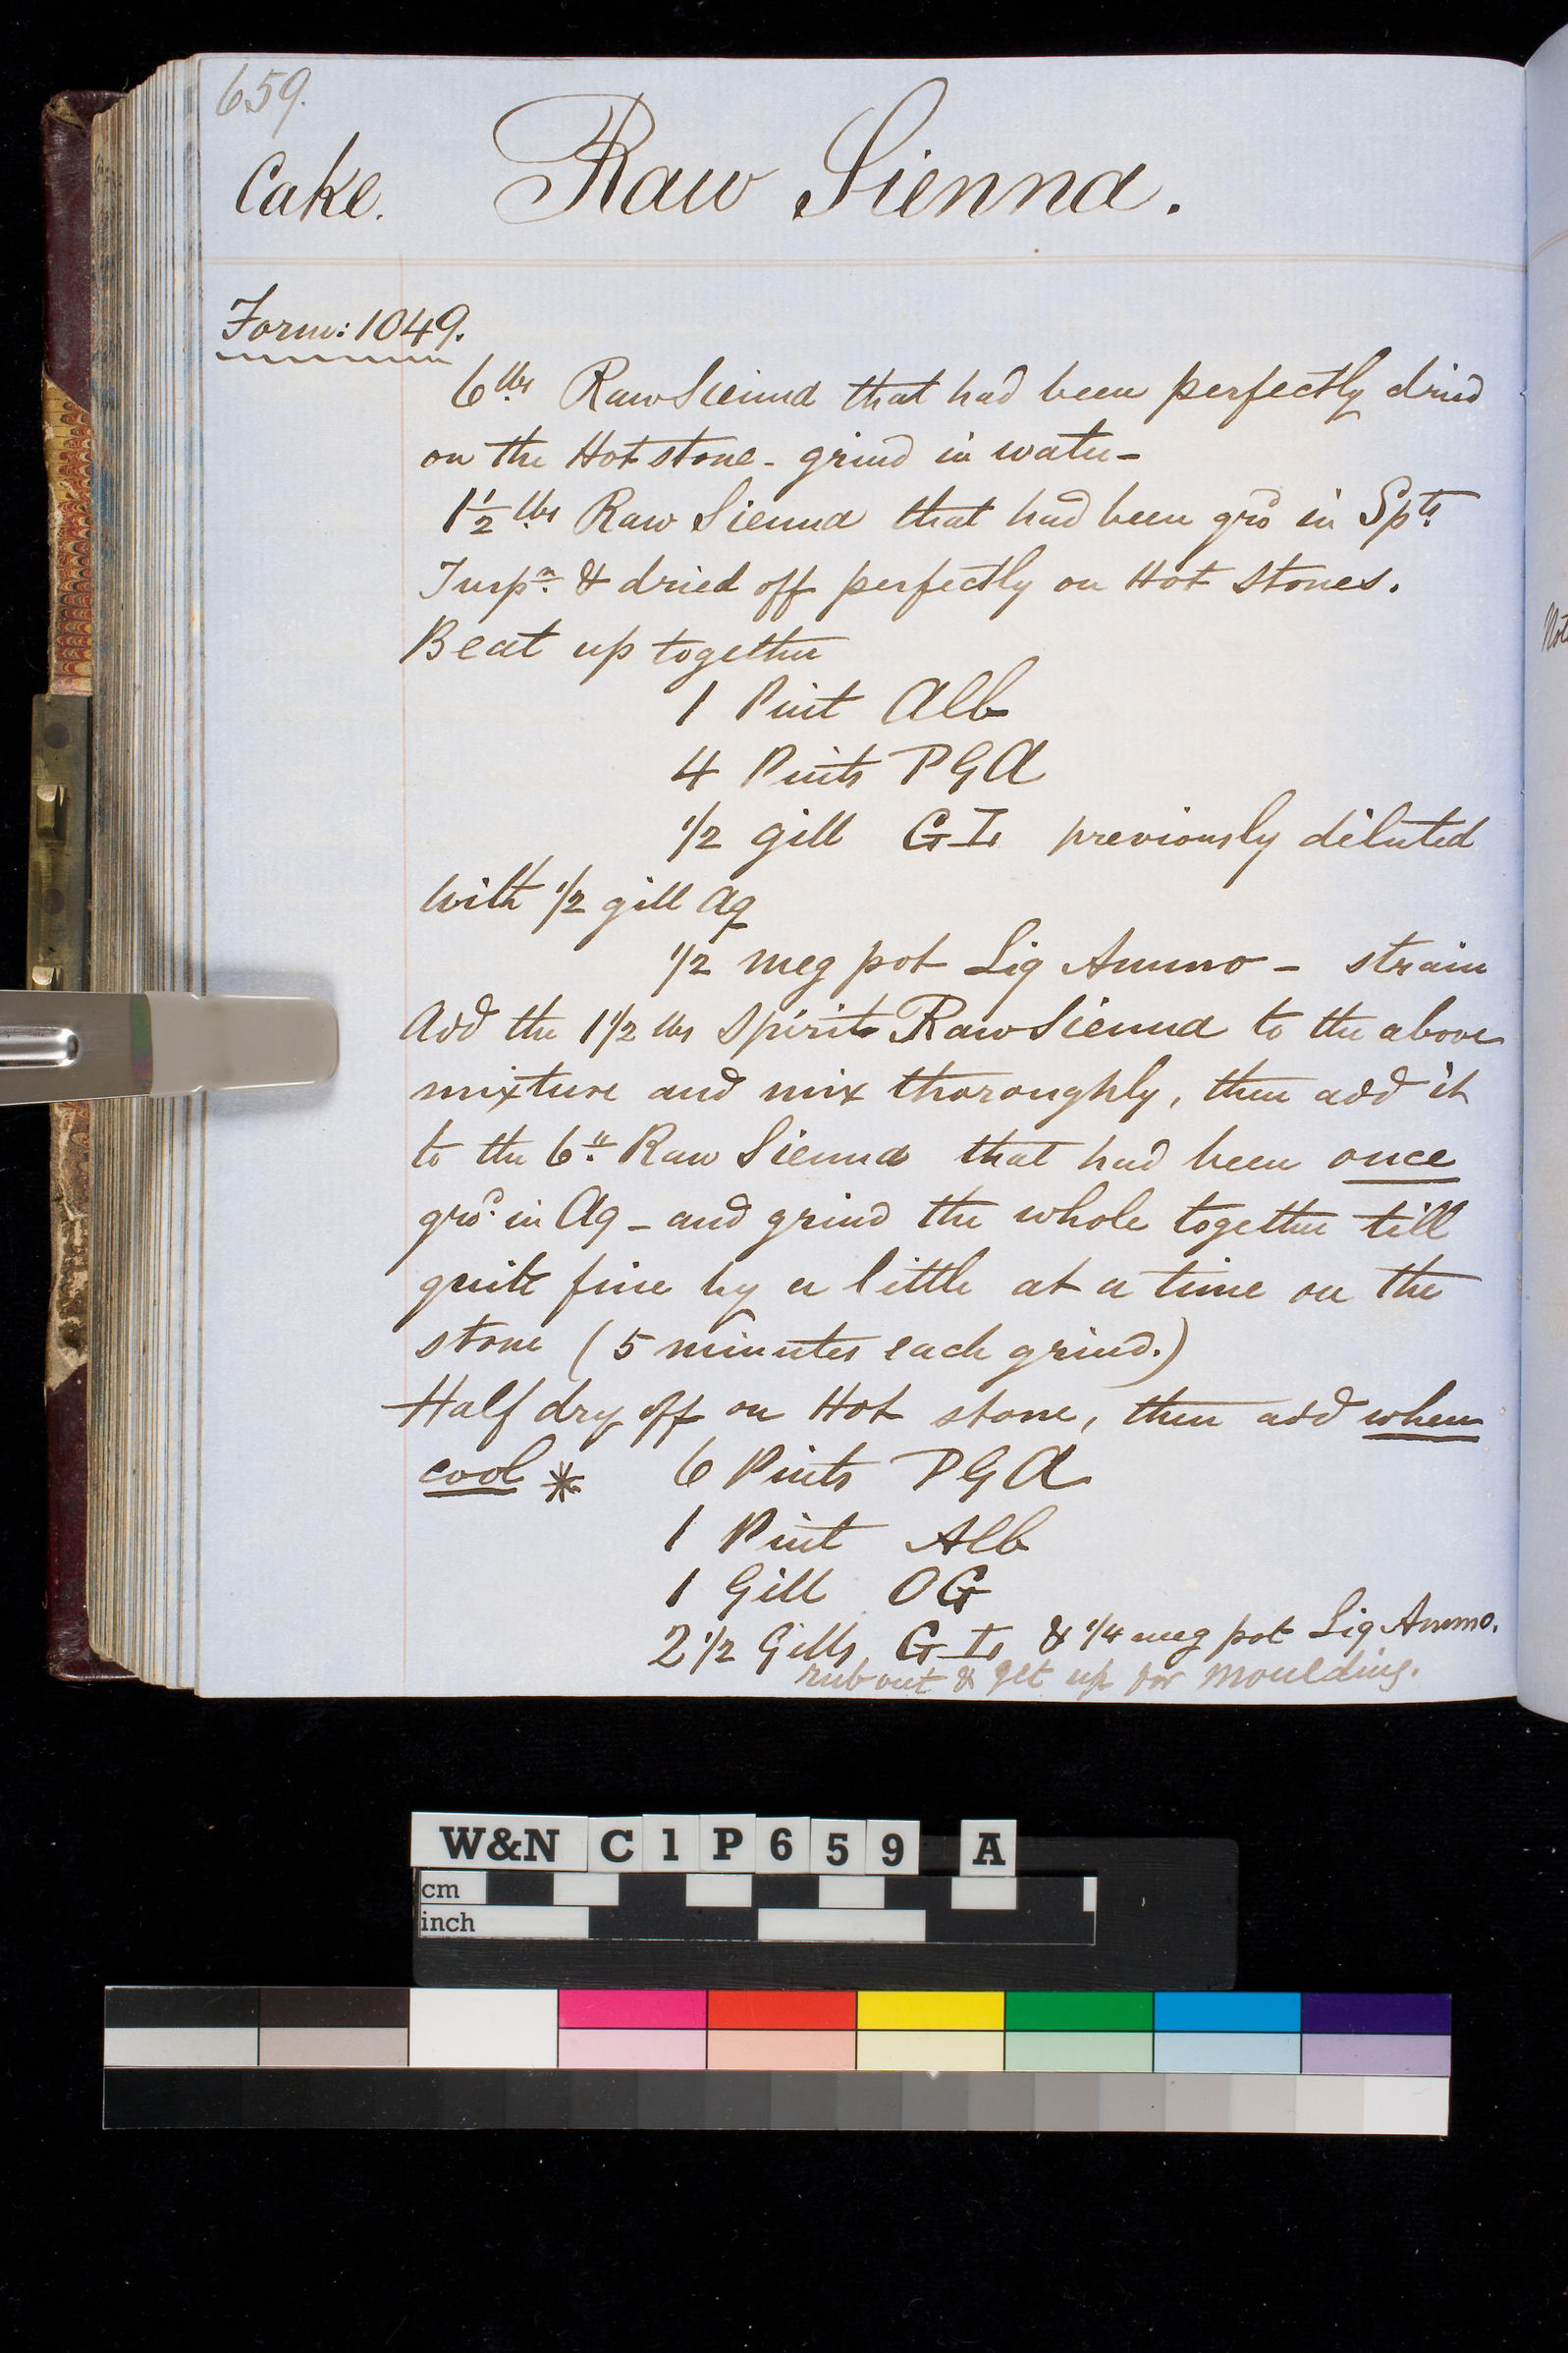 659.
Cake. Raw Sienna.
Form: 1049.
6 lbs Raw Sienna that had been perfectly dried
on the Hot stone - grind in water -
1 1/2 lbs Raw Sienna that had been grd in Spts
Turpn. & dried off perfectly on Hot Stones.
Beat up together
1 Pint Alb
4 Pints PGA
1/2 gill G I previously diluted
with 1/2 gill Aq
1/2 meg pot Liq Ammo - strain
Add the 1 1/2 lbs Spirits Raw Sienna to the above
mixture and mix thoroughly, then add it
to the 6 lb. Raw Sienna that had been once
grd. in Aq - and grind the whole together till
quite fine by a little at a time on the
stone (5 minutes each grind.)
Half dry off on Hot stone, then add when
cool * 6 Pints PGA
1 Pint Alb
1 Gill OG
2 1/2 Gills G I & 1/4 meg pot Liq Ammo.
rub out & get up for moulding.
Not
W&N C1P659 A
cm
inch